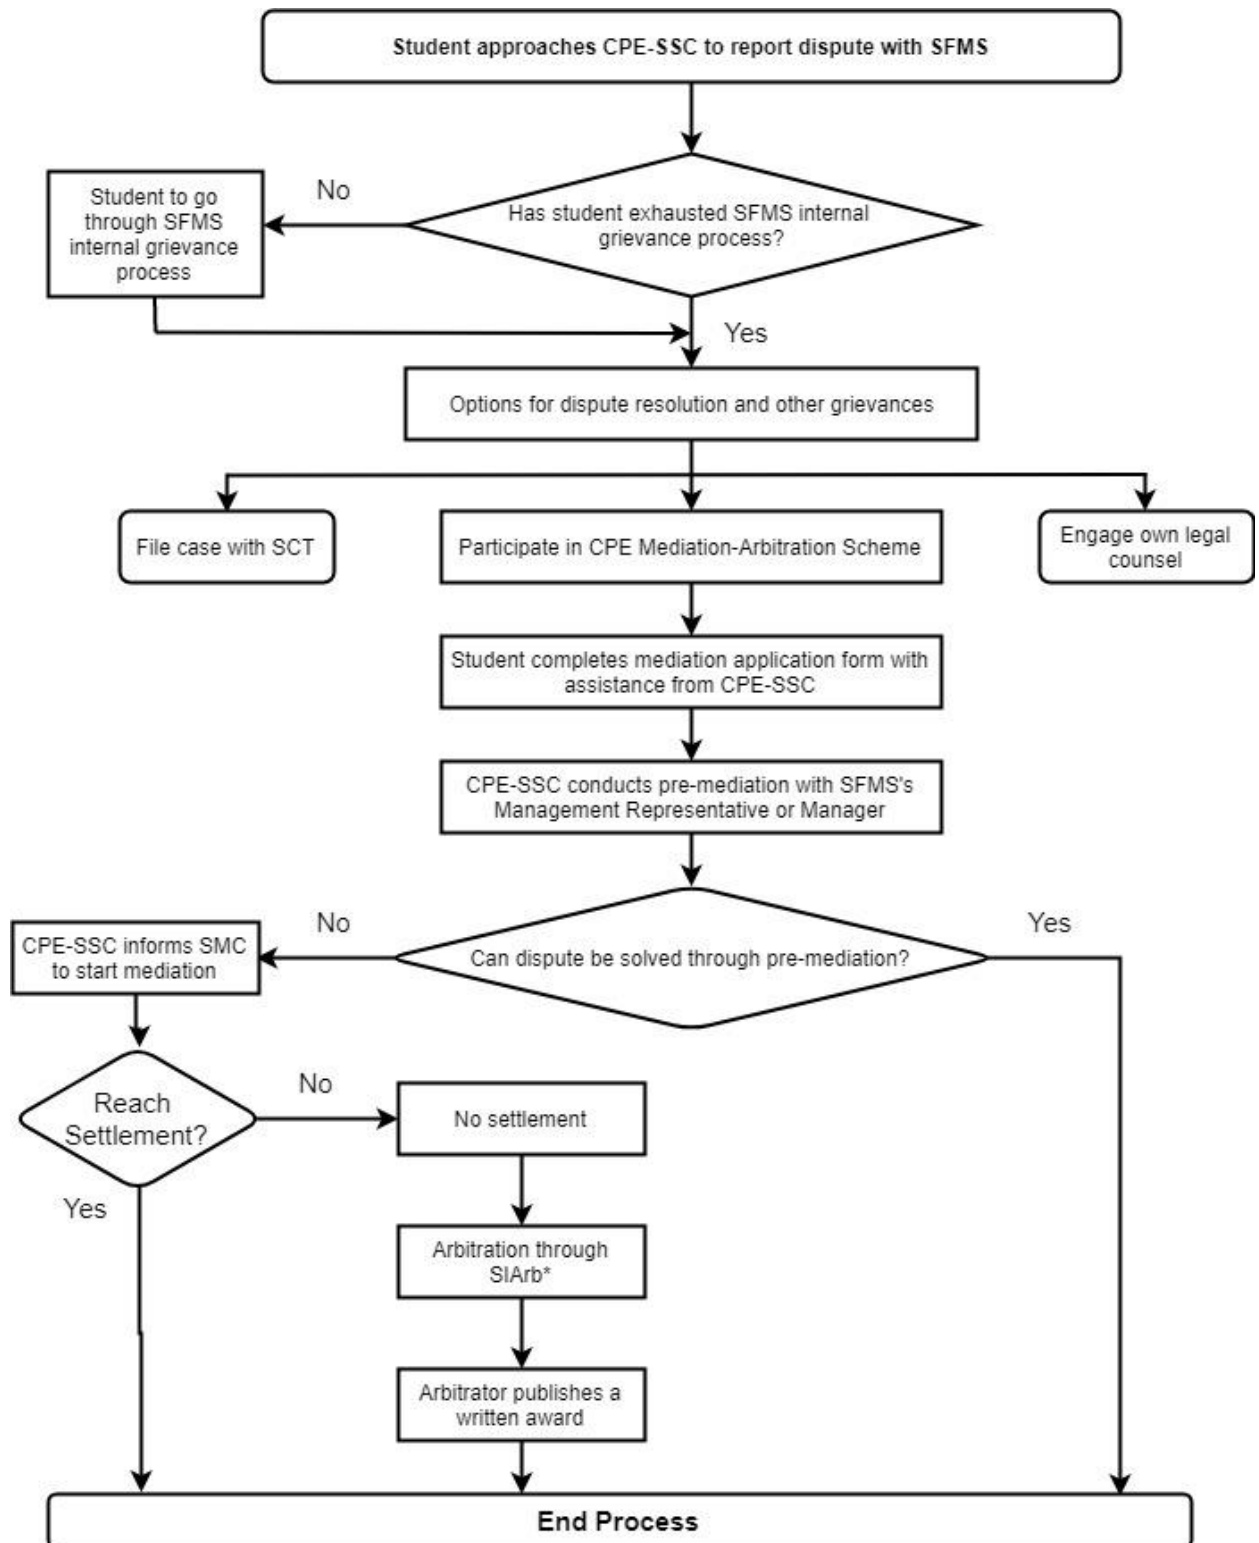 Student approaches CPE-SSC to report dispute with SFMS
No
Student to go
through SFMS
internal grievance
process
Has student exhausted SFMS internal
grievance process?
Yes
Options for dispute resolution and other grievances
File case with SCT
Participate in CPE Mediation-Arbitration Scheme
Engage own legal
counsel
Student completes mediation application form with
assistance from CPE-SSC
CPE-SSC conducts pre-mediation with SFMS's
Management Representative or Manager
No
Yes
CPE-SSC informs SMC
to start mediation
Can dispute be solved through pre-mediation?
No
Reach
Settlement?
No settlement
Yes
Arbitration through
SIArb*
Arbitrator publishes a
written award
End Process